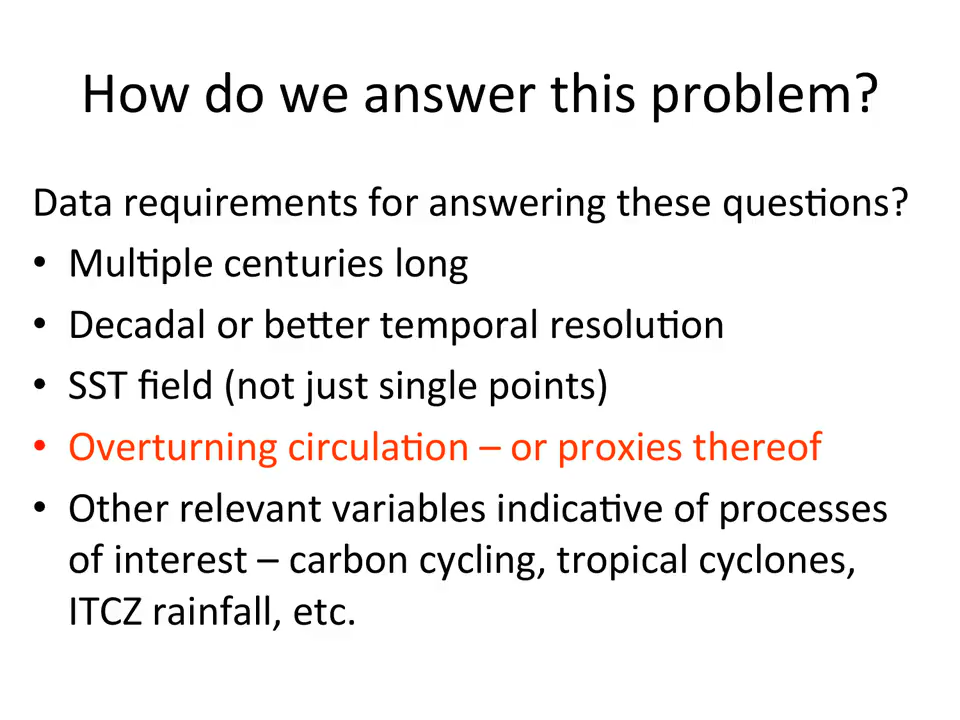 How do we answer this problem?
Data requirements for answering these questions?
• Multiple centuries long
• Decadal or better temporal resolution
• SST field (not just single points)
• Overturning circulation – or proxies thereof
• Other relevant variables indicative of processes
of interest – carbon cycling, tropical cyclones,
ITCZ rainfall, etc.